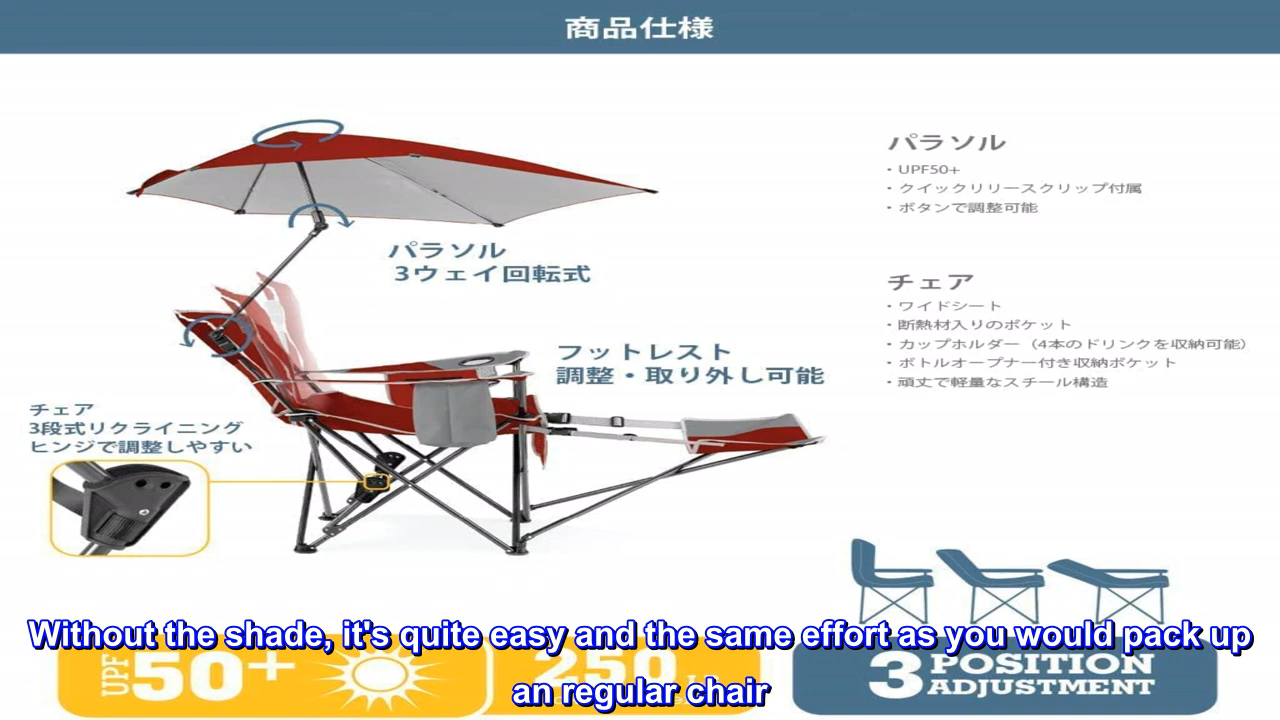 商品仕様
パラソル
・UPF50+
・クイックリリースクリップ付属
・ボタンで調整可能
パラソル
3ウェイ回転式
チェア
・ワイドシート
・断熱材入りのポケット
・カップホルダー（4本のドリンクを収納可能）
・ボトルオープナー付き収納ポケット
・頑丈で軽量なスチール構造
フットレスト
調整・取り外し可能
チェア
3段式リクライニング
ヒンジで調整しやすい
Without the shade, it's quite easy and the same effort as you would pack up
an regular chair
UPF 50+
250
3 POSITION
ADJUSTMENT